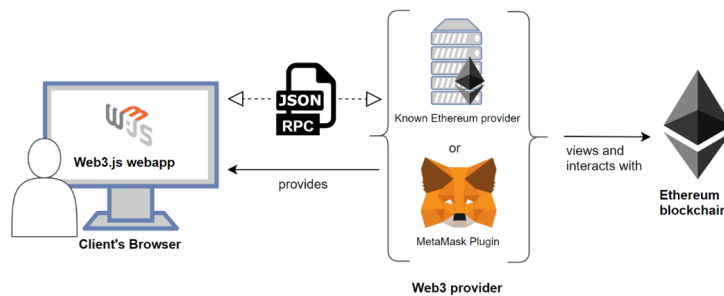 JSON
RPC
W3JS
Web3.js webapp
Client's Browser
provides
Known Ethereum provider
or
MetaMask Plugin
Web3 provider
views and
interacts with
Ethereum
blockchain